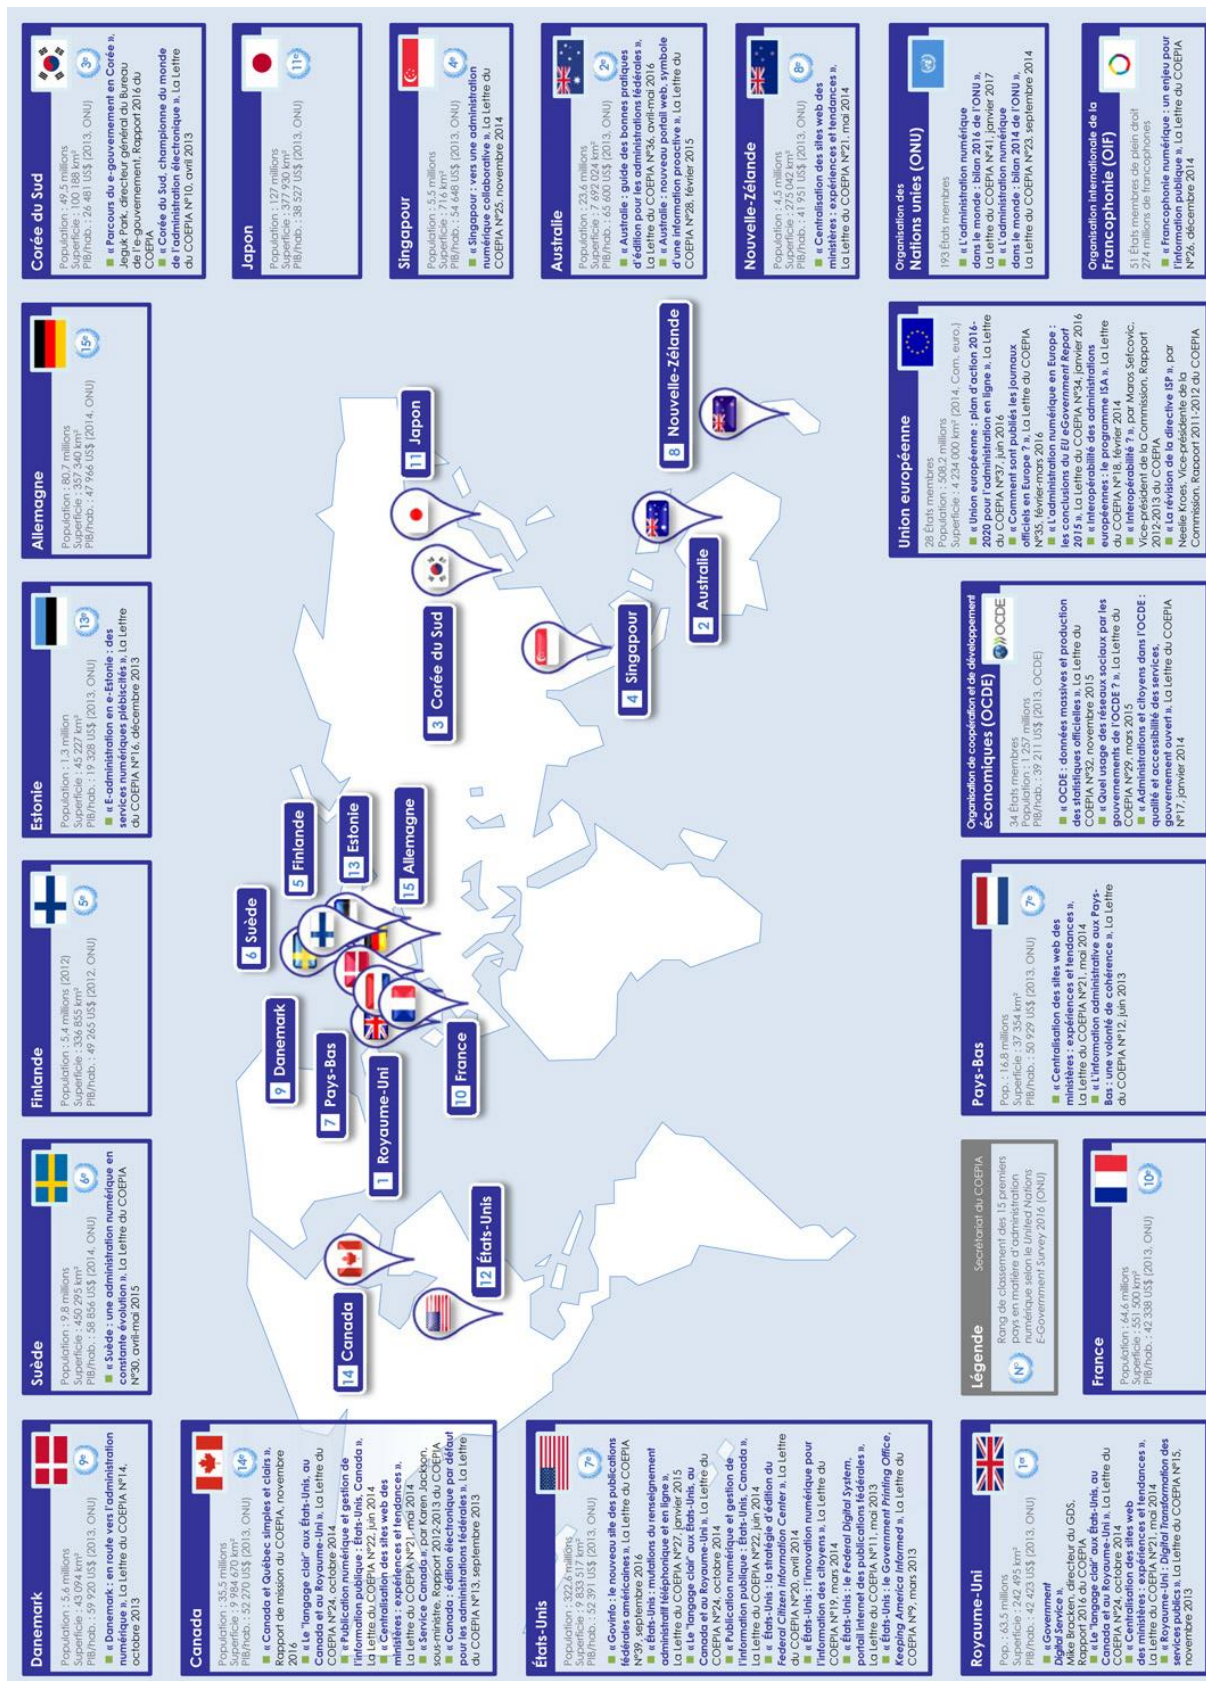 Danemark
9e
Population : 5,6 millions
Superficie : 43 094 km²
PIB/hab. : 59 920 US$ (2013, ONU)
« Danemark : en route vers l'administration
numérique », La Lettre du COEPIA N°14,
octobre 2013
Suède
6e
Population : 9,8 millions
Superficie : 450 295 km²
PIB/hab. : 58 856 US$ (2014, ONU)
« Suède : une administration numérique en
constante évolution », La Lettre du COEPIA
N°30, avril-mai 2015
Finlande
5e
Population : 5,4 millions (2012)
Superficie : 336 855 km²
PIB/hab. : 49 265 US$ (2012, ONU)
Estonie
13e
Population : 1,3 million
Superficie : 45 227 km²
PIB/hab. : 19 328 US$ (2013, ONU)
« E-administration en e-Estonie : des
services numériques plébiscités », La Lettre
du COEPIA N°16, décembre 2013
Allemagne
15e
Population : 80,7 millions
Superficie : 357 340 km²
PIB/hab. : 47 966 US$ (2014, ONU)
Corée du Sud
3e
Population : 49,5 millions
Superficie : 100 188 km²
PIB/hab. : 26 481 US$ (2013, ONU)
« Parcours du e-gouvernement en Corée »,
Jeguk Park, directeur général du Bureau
de l'e-gouvernement, Rapport 2016 du
COEPIA
« Corée du Sud, championne du monde
de l'administration électronique », La Lettre
du COEPIA N°10, avril 2013
Canada
14e
Population : 35,5 millions
Superficie : 9 984 670 km²
PIB/hab. : 52 270 US$ (2013, ONU)
« Canada et Québec simples et clairs »,
Rapport de mission du COEPIA, novembre
2016
« Le "langage clair" aux États-Unis, au
Canada et au Royaume-Uni », La Lettre du
COEPIA N°24, octobre 2014
« Publication numérique et gestion de
l'information publique : États-Unis, Canada »,
La Lettre du COEPIA N°22, juin 2014
« Centralisation des sites web des
ministères : expériences et tendances »,
La Lettre du COEPIA N°21, mai 2014
« Service Canada », par Karen Jackson,
sous-ministre, Rapport 2012-2013 du COEPIA
« Canada : édition électronique par défaut
pour les administrations fédérales », La Lettre
du COEPIA N°13, septembre 2013
Japon
11e
Population : 127 millions
Superficie : 377 930 km²
PIB/hab. : 38 527 US$ (2013, ONU)
Singapour
4e
Population : 5,5 millions
Superficie : 716 km²
PIB/hab. : 54 648 US$ (2013, ONU)
« Singapour : vers une administration
numérique collaborative », La Lettre du
COEPIA N°25, novembre 2014
14 Canada
12 États-Unis
1 Royaume-Uni
7 Pays-Bas
9 Danemark
10 France
6 Suède
5 Finlande
13 Estonie
15 Allemagne
3 Corée du Sud
11 Japon
4 Singapour
2 Australie
8 Nouvelle-Zélande
États-Unis
7e
Population : 322,6 millions
Superficie : 9 833 517 km²
PIB/hab. : 52 391 US$ (2013, ONU)
« Govinfo : le nouveau site des publications
fédérales américaines », La Lettre du COEPIA
N°39, septembre 2016
« États-Unis : mutations du renseignement
administratif téléphonique et en ligne »,
La Lettre du COEPIA N°27, janvier 2015
« Le "langage clair" aux États-Unis, au
Canada et au Royaume-Uni », La Lettre du
COEPIA N°24, octobre 2014
« Publication numérique et gestion de
l'information publique : États-Unis, Canada »,
La Lettre du COEPIA N°22, juin 2014
« États-Unis : la stratégie d'édition du
Federal Citizen Information Center », La Lettre
du COEPIA N°20, avril 2014
« États-Unis : l'innovation numérique pour
l'information des citoyens », La Lettre du
COEPIA N°19, mars 2014
« États-Unis : le Federal Digital System,
portail Internet des publications fédérales »,
La Lettre du COEPIA N°11, mai 2013
« États-Unis : le Government Printing Office,
Keeping America Informed », La Lettre du
COEPIA N°9, mars 2013
Australie
2e
Population : 23,6 millions
Superficie : 7 692 024 km²
PIB/hab. : 65 600 US$ (2013, ONU)
« Australie : guide des bonnes pratiques
d'édition pour les administrations fédérales »,
La Lettre du COEPIA N°36, avril-mai 2016
« Australie : nouveau portail web, symbole
d'une information proactive », La Lettre du
COEPIA N°28, février 2015
Nouvelle-Zélande
8e
Population : 4,5 millions
Superficie : 275 042 km²
PIB/hab. : 41 951 US$ (2013, ONU)
« Centralisation des sites web des
ministères : expériences et tendances »,
La Lettre du COEPIA N°21, mai 2014
Royaume-Uni
1er
Pop. : 63,5 millions
Superficie : 242 495 km²
PIB/hab. : 42 423 US$ (2013, ONU)
« Government
Digital Service »,
Mike Bracken, directeur du GDS,
Rapport 2016 du COEPIA
« Le "langage clair" aux États-Unis, au
Canada et au Royaume-Uni », La Lettre du
COEPIA N°24, octobre 2014
« Centralisation des sites web
des ministères : expériences et tendances »,
La Lettre du COEPIA N°21, mai 2014
« Royaume-Uni : Digital Transformation des
services publics », La Lettre du COEPIA N°15,
novembre 2013
Légende
Secrétariat du COEPIA
N°
Rang de classement des 15 premiers
pays en matière d'administration
numérique selon le United Nations
E-Government Survey 2016 (ONU)
France
10e
Population : 64,6 millions
Superficie : 551 500 km²
PIB/hab. : 42 338 US$ (2013, ONU)
Pays-Bas
7e
Pop. : 16,8 millions
Superficie : 37 354 km²
PIB/hab. : 50 929 US$ (2013, ONU)
« Centralisation des sites web des
ministères : expériences et tendances »,
La Lettre du COEPIA N°21, mai 2014
« L'information administrative aux Pays-
Bas : une volonté de cohérence », La Lettre
du COEPIA N°12, juin 2013
Organisation de coopération et de développement
économiques (OCDE)
OCDE
34 États membres
Population : 1 257 millions
PIB/hab. : 39 211 US$ (2013, OCDE)
« OCDE : données massives et production
des statistiques officielles », La Lettre du
COEPIA N°32, novembre 2015
« Quel usage des réseaux sociaux par les
gouvernements de l'OCDE ? », La Lettre du
COEPIA N°29, mars 2015
« Administrations et citoyens dans l'OCDE :
qualité et accessibilité des services,
gouvernement ouvert », La Lettre du COEPIA
N°17, janvier 2014
Union européenne
28 États membres
Population : 508,2 millions
Superficie : 4 234 000 km² (2014, Com. euro.)
« Union européenne : plan d'action 2016-
2020 pour l'administration en ligne », La Lettre
du COEPIA N°37, juin 2016
« Comment sont publiés les journaux
officiels en Europe ? », La Lettre du COEPIA
N°35, février-mars 2016
« L'administration numérique en Europe :
les conclusions du EU eGovernment Report
2015 », La Lettre du COEPIA N°34, janvier 2016
« Interopérabilité des administrations
européennes : le programme ISA », La Lettre
du COEPIA N°18, février 2014
« Interopérabilité ? », par Maros Sefcovic,
Vice-président de la Commission, Rapport
2012-2013 du COEPIA
« La révision de la directive ISP », par
Neelie Kroes, Vice-présidente de la
Commission, Rapport 2011-2012 du COEPIA
Organisation des
Nations unies (ONU)
193 États membres
« L'administration numérique
dans le monde : bilan 2016 de l'ONU »,
La Lettre du COEPIA N°41, janvier 2017
« L'administration numérique
dans le monde : bilan 2014 de l'ONU »,
La Lettre du COEPIA N°23, septembre 2014
Organisation internationale de la
Francophonie (OIF)
51 États membres de plein droit
274 millions de francophones
« Francophonie numérique : un enjeu pour
l'information publique », La Lettre du COEPIA
N°26, décembre 2014